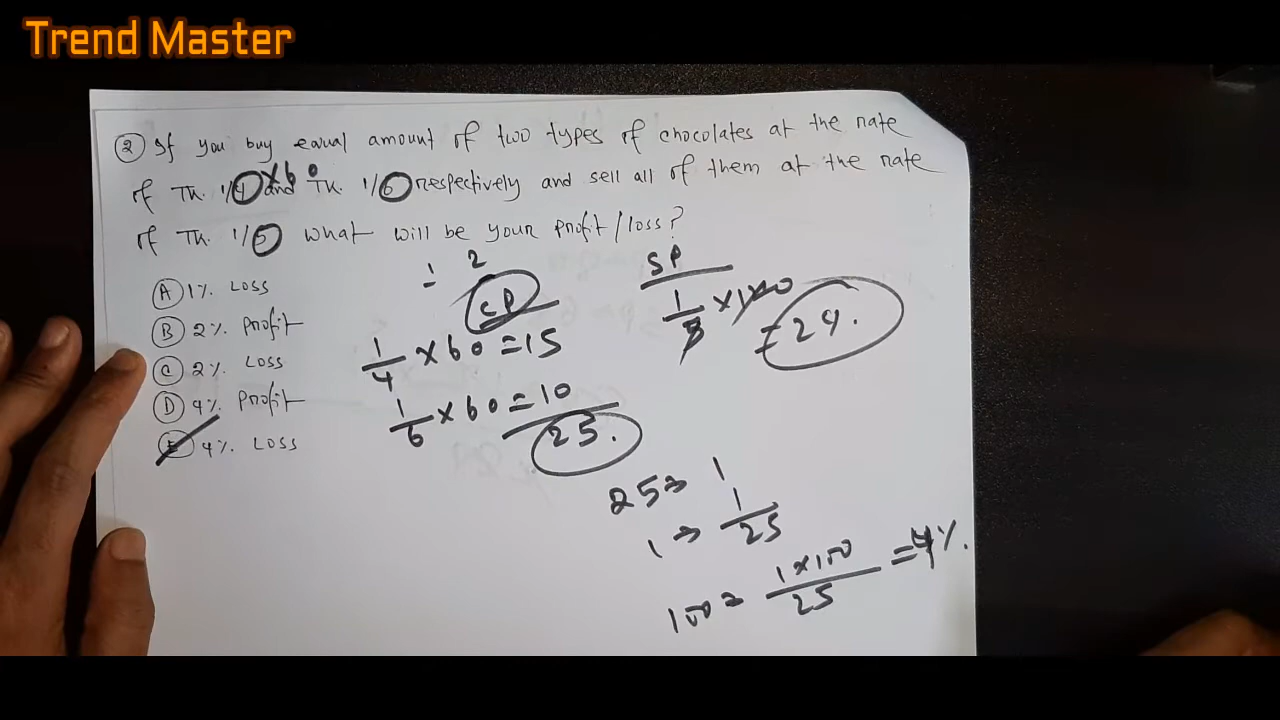 Trend Master
② If you buy equal amount of two types of chocolates at the rate
of TK. 1/4 and TK. 1/6 respectively and sell all of them at the rate
×60
of TK. 1/5 what will be your profit/loss?
Ⓐ 1% Loss
Ⓑ 2% Profit
Ⓒ 2% Loss
Ⓓ 4% Profit
Ⓔ 4% Loss
1 2
CP
1/4 × 60 = 15
1/6 × 60 = 10
25.
SP
1/5 × 120
= 24.
25 ⇒ 1
1 ⇒ 1/25
100 ⇒ 1×100/25 = 4%.